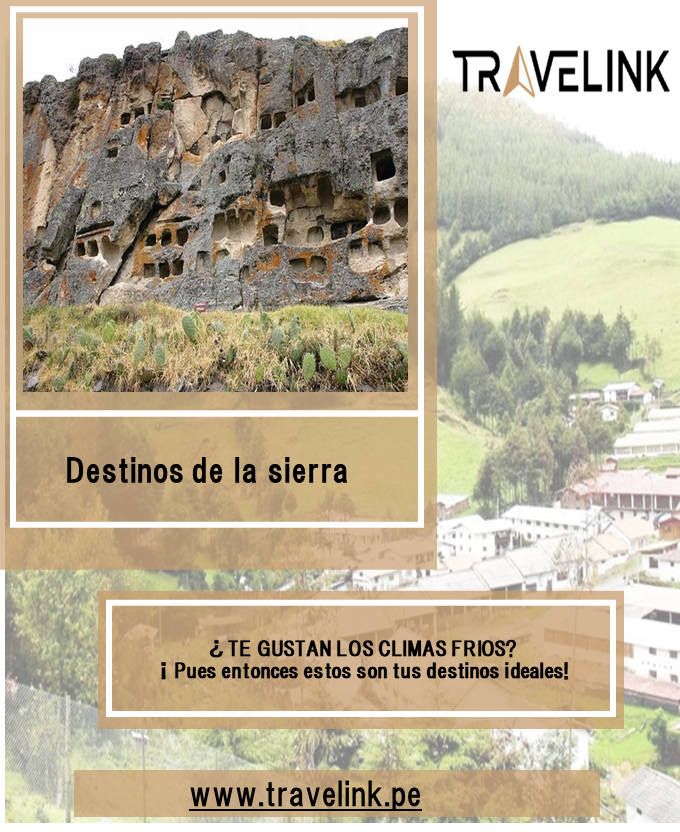 TRAVELINK
Destinos de la sierra
¿ TE GUSTAN LOS CLIMAS FRIOS?
¡ Pues entonces estos son tus destinos ideales!
www.travelink.pe